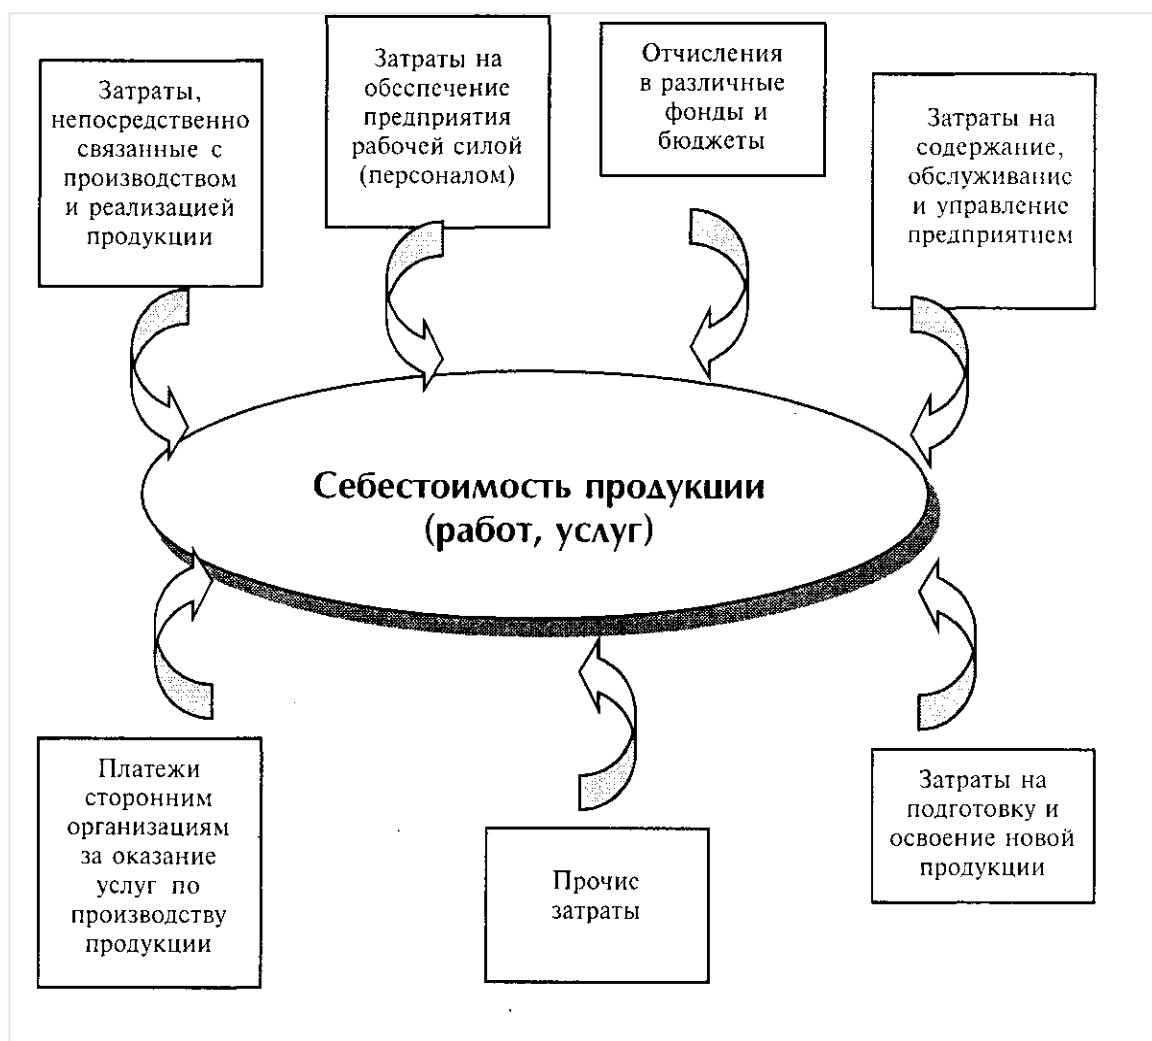 Затраты,
непосредственно
связанные с
производством
и реализацией
продукции
Затраты на
обеспечение
предприятия
рабочей силой
(персоналом)
Отчисления
в различные
фонды и
бюджеты
Затраты на
содержание,
обслуживание
и управление
предприятием
Себестоимость продукции
(работ, услуг)
Платежи
сторонним
организациям
за оказание
услуг по
производству
продукции
Прочие
затраты
Затраты на
подготовку и
освоение новой
продукции